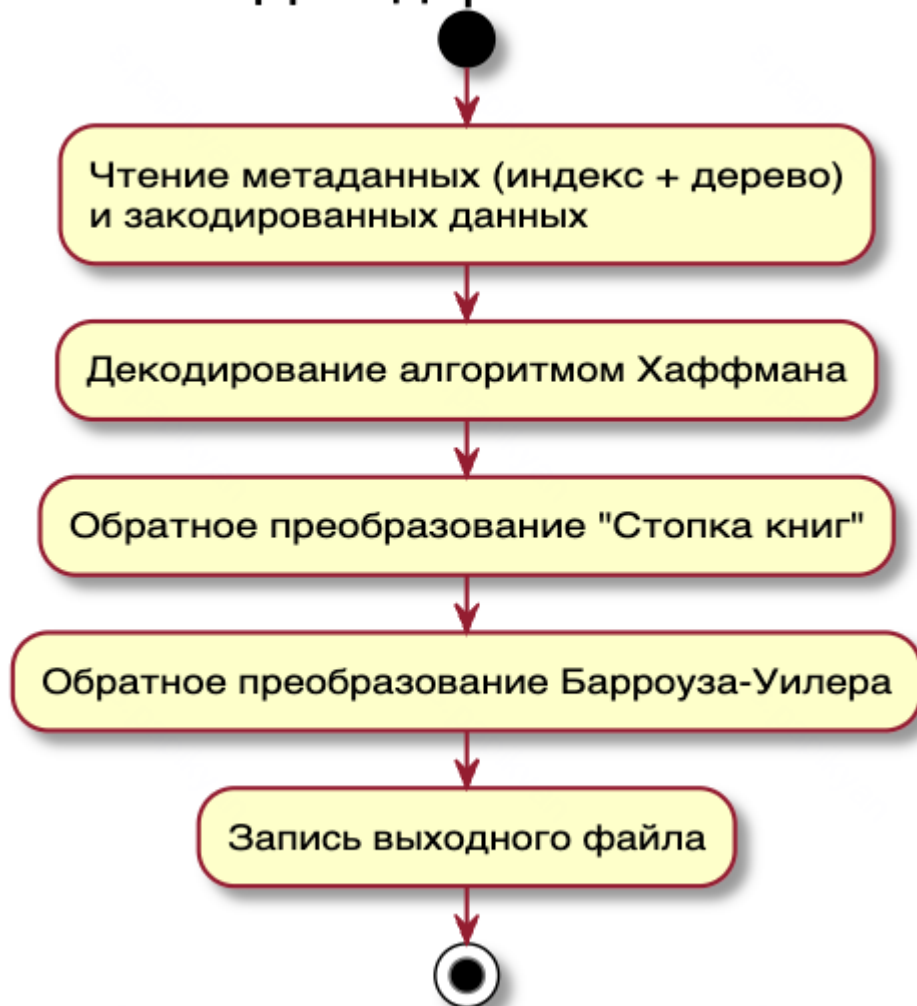 Чтение метаданных (индекс + дерево)
и закодированных данных
Декодирование алгоритмом Хаффмана
Обратное преобразование "Стопка книг"
Обратное преобразование Барроуза-Уилера
Запись выходного файла